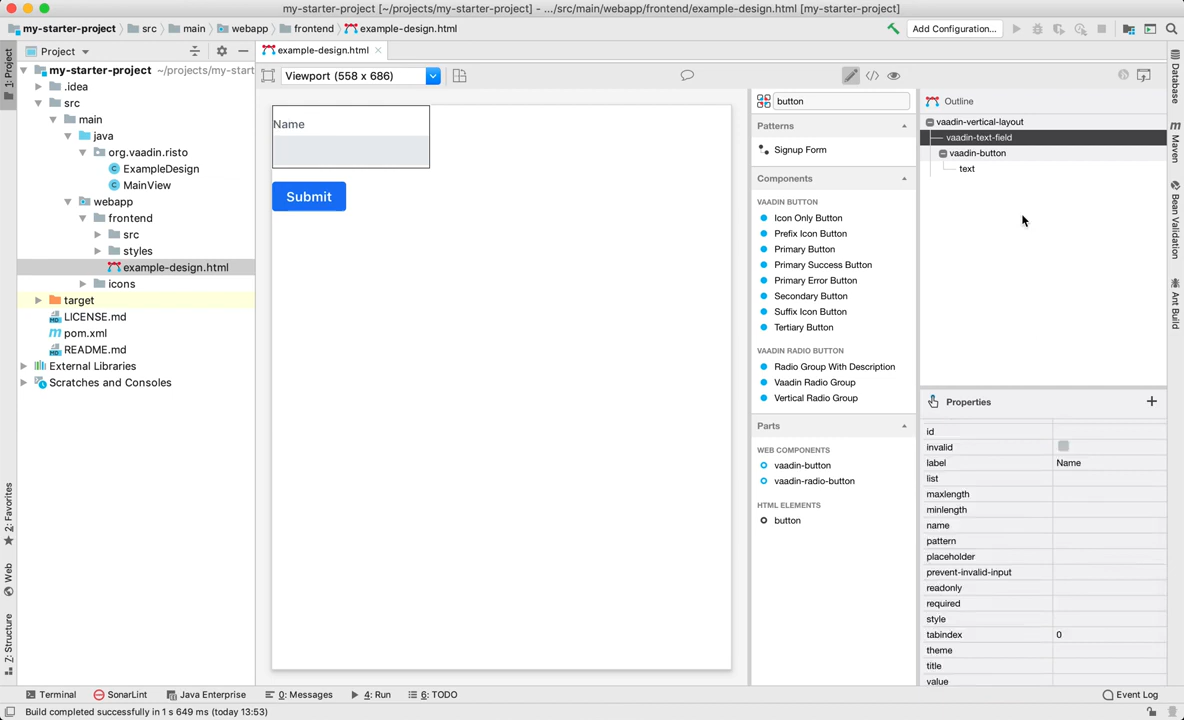 my-starter-project [~/projects/my-starter-project] - .../src/main/webapp/frontend/example-design.html [my-starter-project]
my-starter-project src main webapp frontend example-design.html
Add Configuration...
1: Project
Project
my-starter-project ~/projects/my-start
.idea
src
main
java
org.vaadin.risto
ExampleDesign
MainView
webapp
frontend
src
styles
example-design.html
icons
target
LICENSE.md
pom.xml
README.md
External Libraries
Scratches and Consoles
2: Favorites
Web
Z: Structure
example-design.html
Viewport (558 x 686)
Name
Submit
button
Patterns
Signup Form
Components
VAADIN BUTTON
Icon Only Button
Prefix Icon Button
Primary Button
Primary Success Button
Primary Error Button
Secondary Button
Suffix Icon Button
Tertiary Button
VAADIN RADIO BUTTON
Radio Group With Description
Vaadin Radio Group
Vertical Radio Group
Parts
WEB COMPONENTS
vaadin-button
vaadin-radio-button
HTML ELEMENTS
button
Outline
vaadin-vertical-layout
vaadin-text-field
vaadin-button
text
Properties
id
invalid
label Name
list
maxlength
minlength
name
pattern
placeholder
prevent-invalid-input
readonly
required
style
tabindex 0
theme
title
value
Database
m Maven
Bean Validation
Ant Build
Terminal SonarLint Java Enterprise 0: Messages 4: Run 6: TODO Event Log
Build completed successfully in 1 s 649 ms (today 13:53)